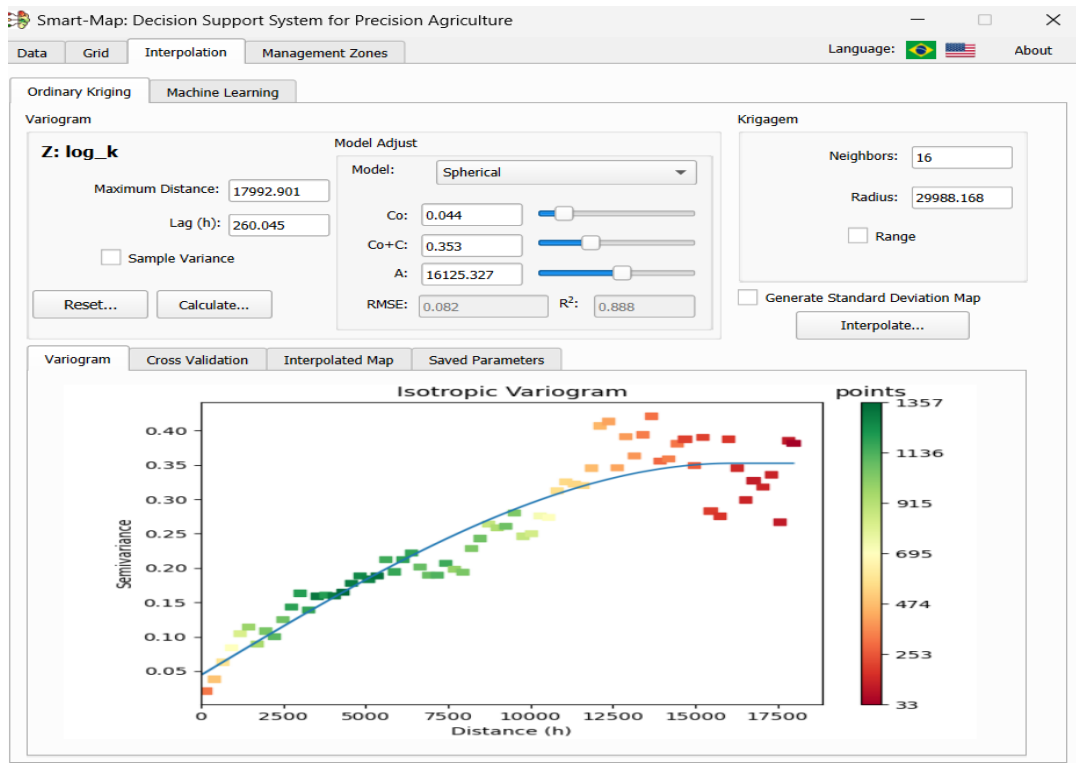 Smart-Map: Decision Support System for Precision Agriculture
Data Grid Interpolation Management Zones Language: About
Ordinary Kriging Machine Learning
Variogram
Z: log_k
Maximum Distance: 17992.901
Lag (h): 260.045
Sample Variance
Reset... Calculate...
Model Adjust
Model: Spherical
Co: 0.044
Co+C: 0.353
A: 16125.327
RMSE: 0.082 R²: 0.888
Krigagem
Neighbors: 16
Radius: 29988.168
Range
Generate Standard Deviation Map
Interpolate...
Variogram Cross Validation Interpolated Map Saved Parameters
Isotropic Variogram
Semivariance
0.40
0.35
0.30
0.25
0.20
0.15
0.10
0.05
0 2500 5000 7500 10000 12500 15000 17500
Distance (h)
points
1357
1136
915
695
474
253
33